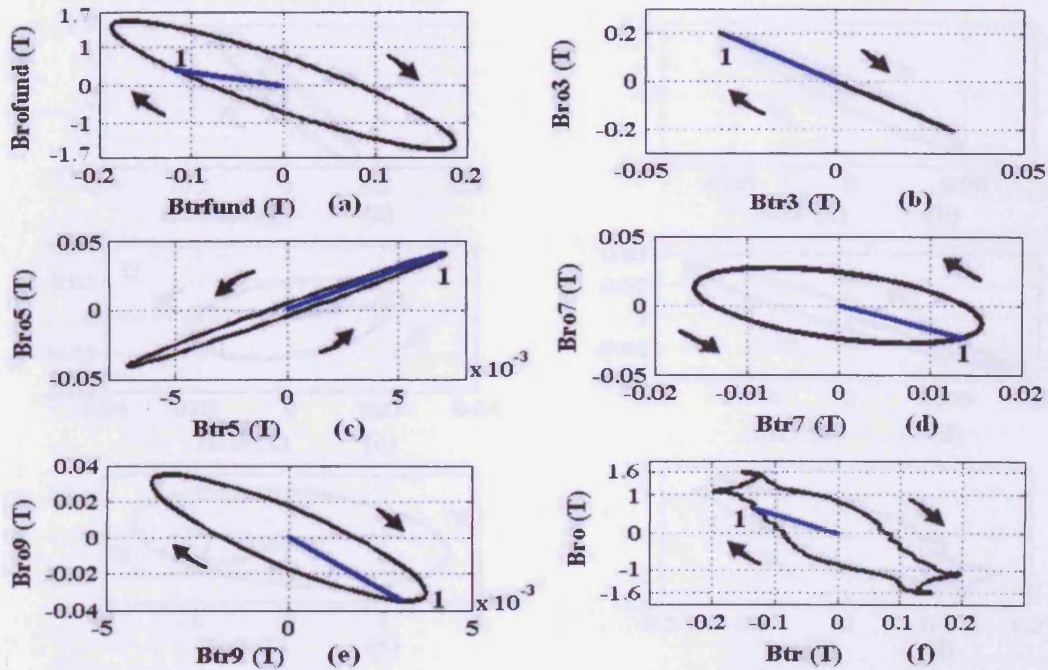 1.7
1
0
-1
-1.7
Brofund (T)
1
-0.2
-0.1
0
0.1
0.2
Btrfund (T)
(a)
0.2
0
-0.2
Bro3 (T)
1
-0.05
0
0.05
Btr3 (T)
(b)
0.05
0
-0.05
Bro5 (T)
1
-5
0
5
x10-3
Btr5 (T)
(c)
0.05
0
-0.05
Bro7 (T)
1
-0.02
-0.01
0
0.01
0.02
Btr7 (T)
(d)
0.04
0.02
0
-0.02
-0.04
Bro9 (T)
1
-5
0
5
x10-3
Btr9 (T)
(e)
1.6
1
0
-1
-1.6
Bro (T)
1
-0.2
-0.1
0
0.1
0.2
Btr (T)
(f)